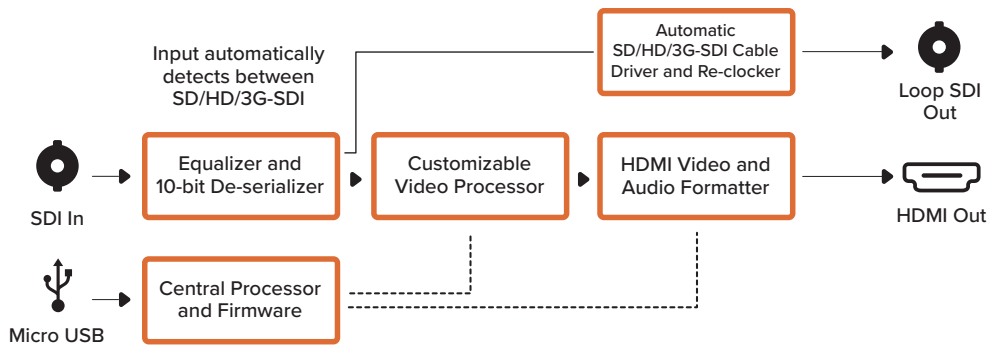 Input automatically
detects between
SD/HD/3G-SDI
Automatic
SD/HD/3G-SDI Cable
Driver and Re-clocker
Loop SDI
Out
SDI In
Equalizer and
10-bit De-serializer
Customizable
Video Processor
HDMI Video and
Audio Formatter
HDMI Out
Micro USB
Central Processor
and Firmware